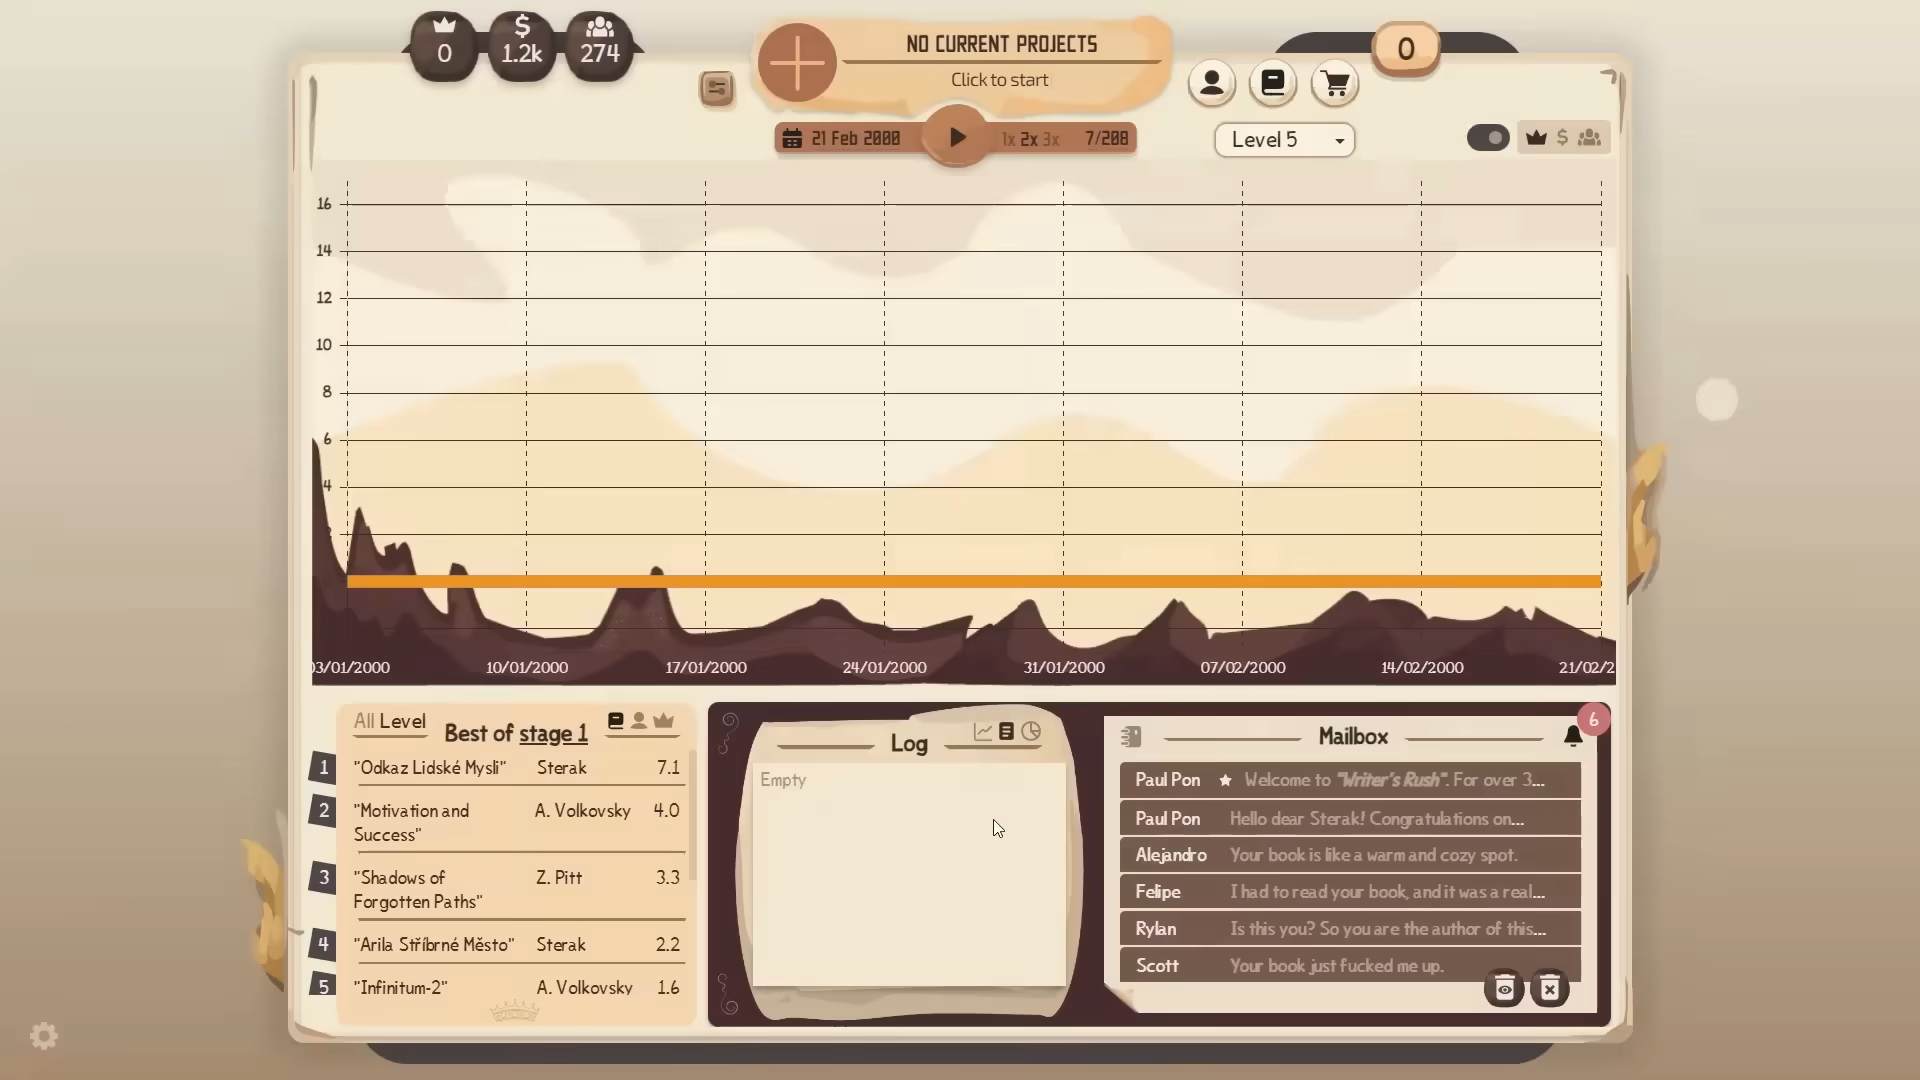 0
1.2k
274
NO CURRENT PROJECTS
Click to start
0
21 Feb 2000
1x 2x 3x
7/208
Level 5
16
14
12
10
8
6
4
2
03/01/2000
10/01/2000
17/01/2000
24/01/2000
31/01/2000
07/02/2000
14/02/2000
21/02/2
All Level
Best of stage 1
1 "Odkaz Lidské Mysli" Sterak 7.1
2 "Motivation and Success" A. Volkovsky 4.0
3 "Shadows of Forgotten Paths" Z. Pitt 3.3
4 "Arila Stříbrné Město" Sterak 2.2
5 "Infinitum-2" A. Volkovsky 1.6
Log
Empty
Mailbox
6
Paul Pon Welcome to "Writer's Rush". For over 3...
Paul Pon Hello dear Sterak! Congratulations on...
Alejandro Your book is like a warm and cozy spot.
Felipe I had to read your book, and it was a real...
Rylan Is this you? So you are the author of this...
Scott Your book just fucked me up.